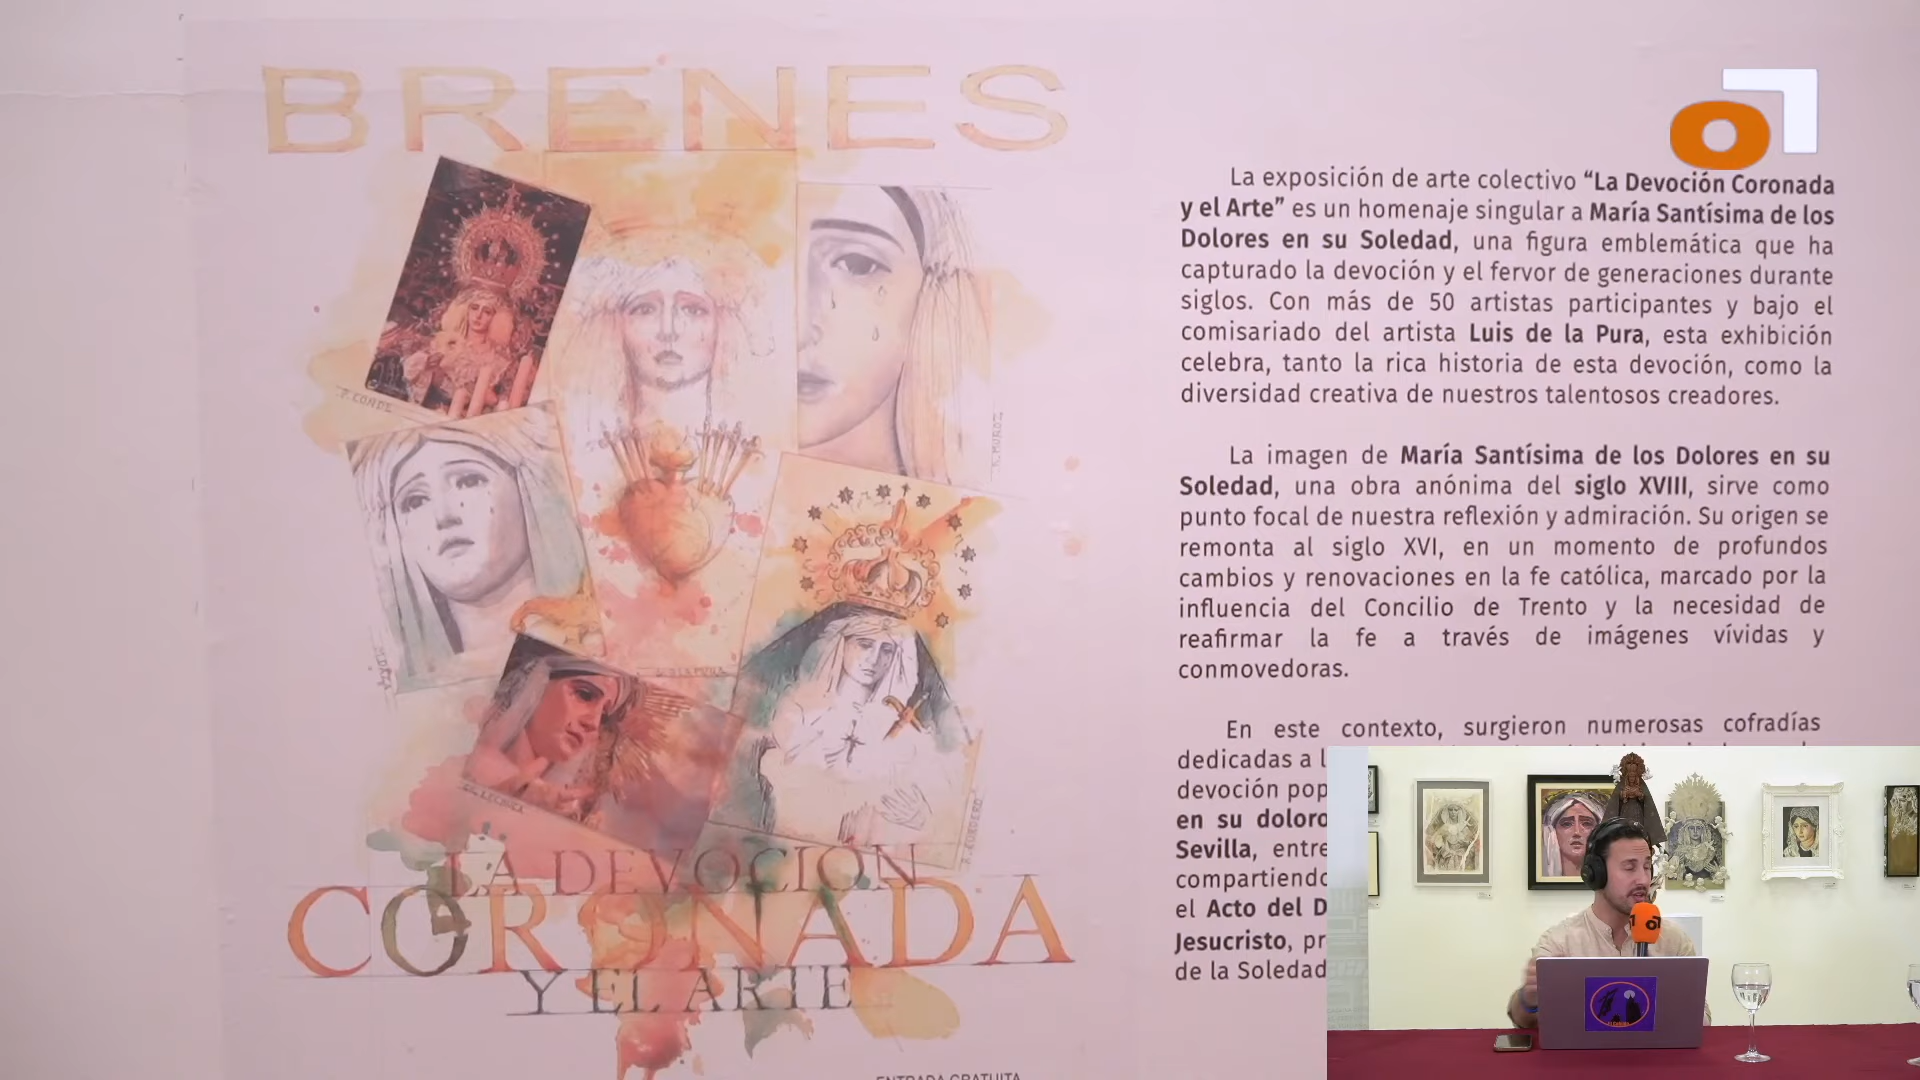 BRENES
P. CONDE
LA DEVOCIÓN
CORONADA
Y EL ARTE
ENTRADA GRATUITA
La exposición de arte colectivo “La Devoción Coronada
y el Arte” es un homenaje singular a María Santísima de los
Dolores en su Soledad, una figura emblemática que ha
capturado la devoción y el fervor de generaciones durante
siglos. Con más de 50 artistas participantes y bajo el
comisariado del artista Luis de la Pura, esta exhibición
celebra, tanto la rica historia de esta devoción, como la
diversidad creativa de nuestros talentosos creadores.
La imagen de María Santísima de los Dolores en su
Soledad, una obra anónima del siglo XVIII, sirve como
punto focal de nuestra reflexión y admiración. Su origen se
remonta al siglo XVI, en un momento de profundos
cambios y renovaciones en la fe católica, marcado por la
influencia del Concilio de Trento y la necesidad de
reafirmar la fe a través de imágenes vívidas y
conmovedoras.
En este contexto, surgieron numerosas cofradías
dedicadas a l
devoción pop
en su doloro
Sevilla, entre
compartiendo
el Acto del D
Jesucristo, pr
de la Soledad